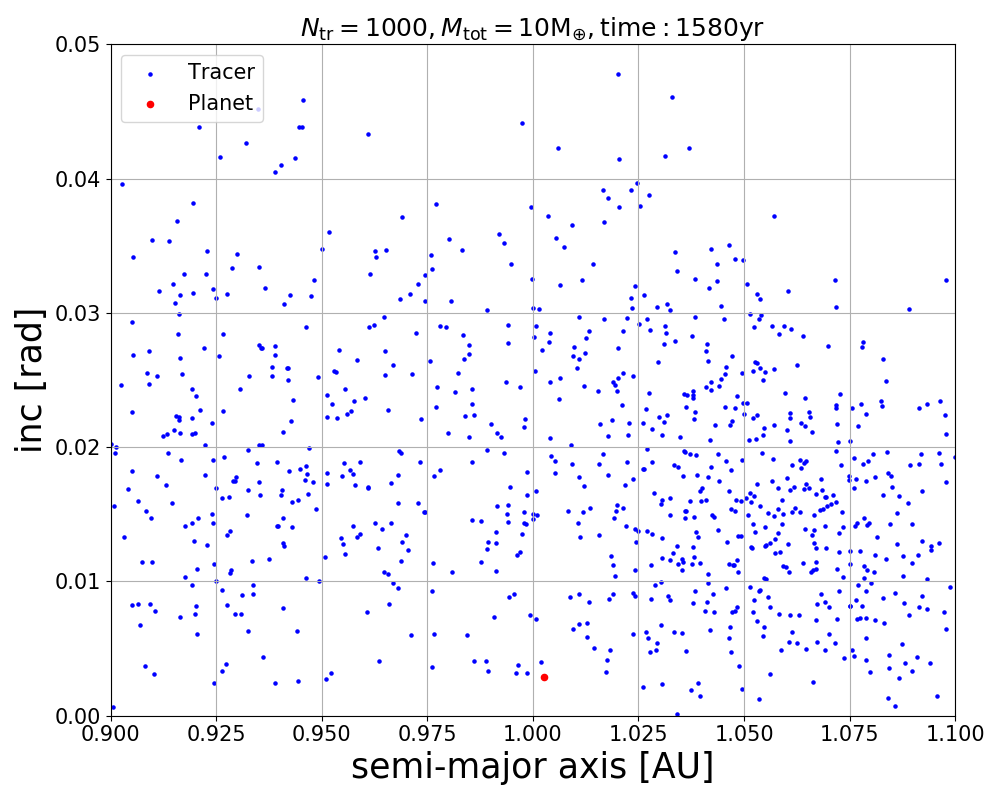 N_tr = 1000, M_tot = 10M_⊕, time : 1580yr
Tracer
Planet
0.05
0.04
0.03
0.02
0.01
0.00
inc [rad]
0.900 0.925 0.950 0.975 1.000 1.025 1.050 1.075 1.100
semi-major axis [AU]